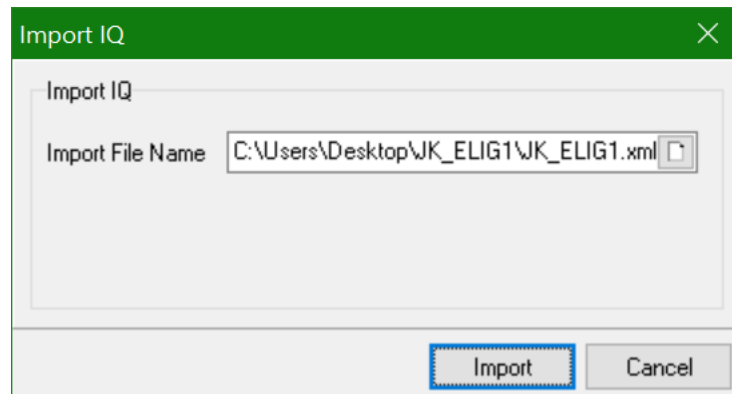 Import IQ
Import IQ
Import File Name C:\Users\Desktop\JK_ELIG1\JK_ELIG1.xml
Import Cancel